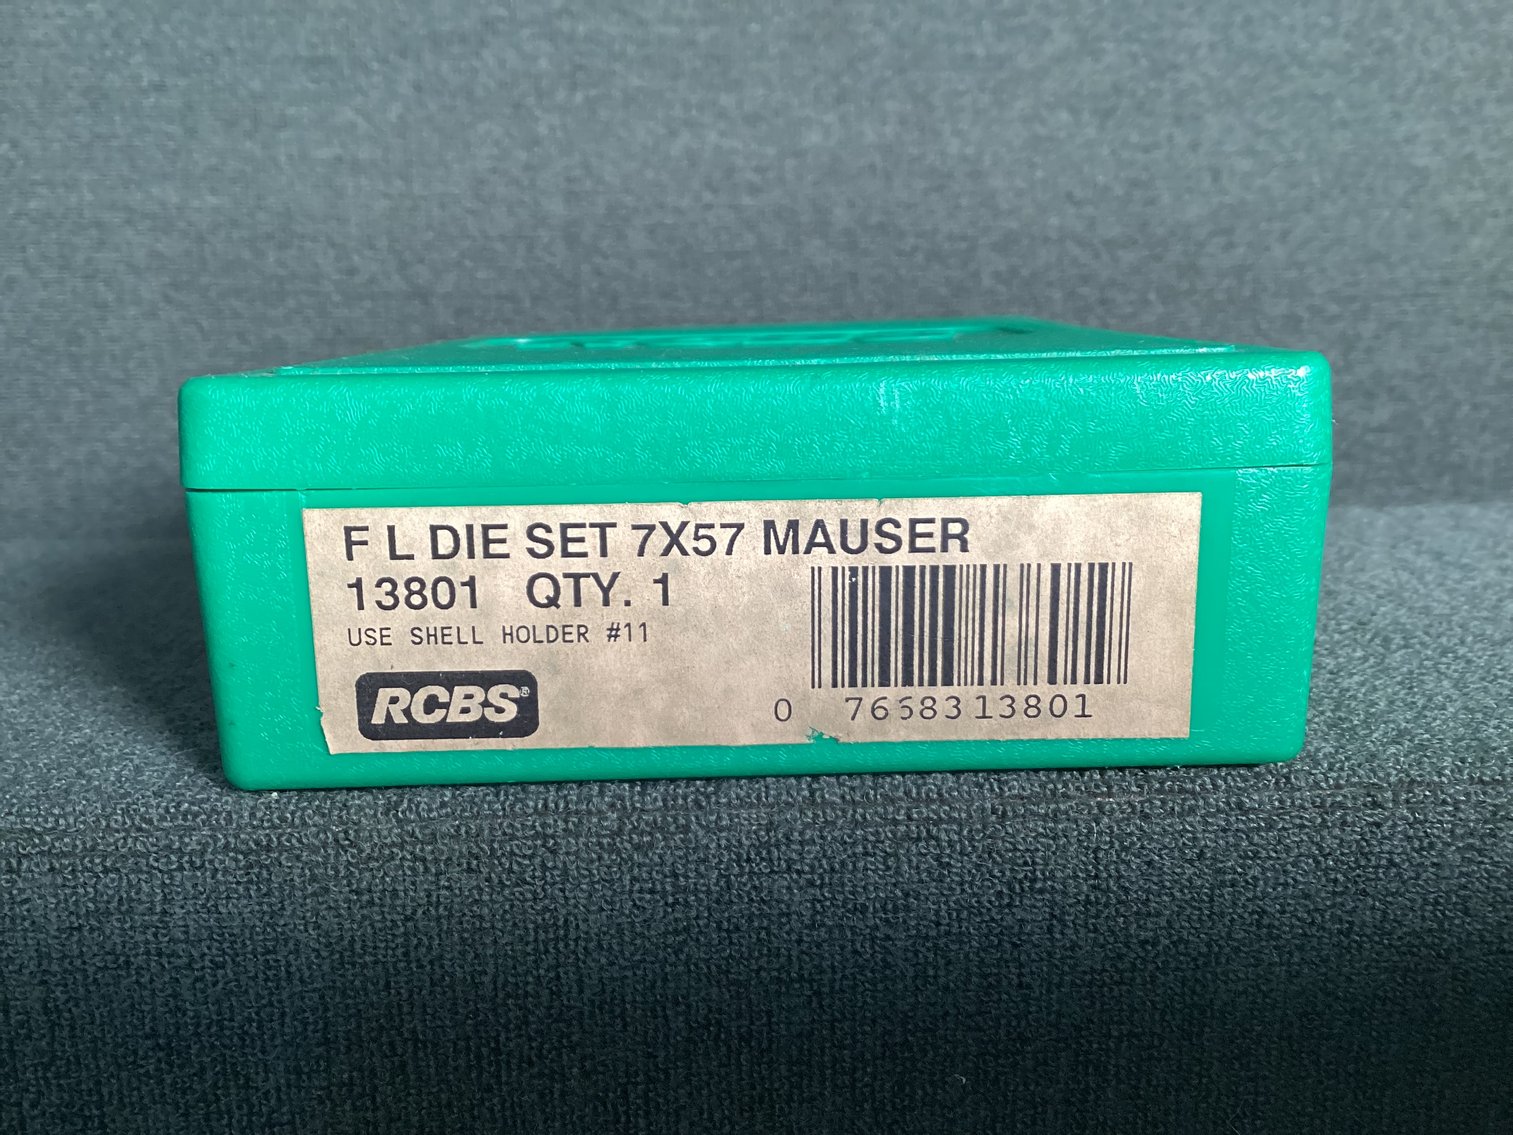 F L DIE SET 7X57 MAUSER
13801 QTY. 1
USE SHELL HOLDER #11
RCBS®
0 76683 13801